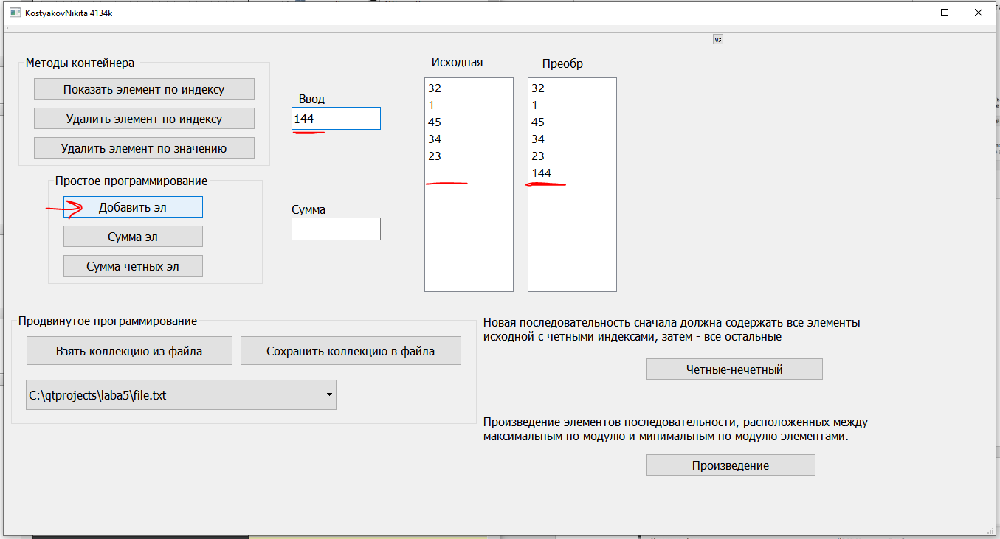 KostyakovNikita 4134k
Методы контейнера
Показать элемент по индексу
Удалить элемент по индексу
Удалить элемент по значению
Простое программирование
Добавить эл
Сумма эл
Сумма четных эл
Ввод
144
Сумма
Исходная
32
1
45
34
23
Преобр
32
1
45
34
23
144
Продвинутое программирование
Взять коллекцию из файла
Сохранить коллекцию в файла
C:\qtprojects\laba5\file.txt
Новая последовательность сначала должна содержать все элементы
исходной с четными индексами, затем - все остальные
Четные-нечетный
Произведение элементов последовательности, расположенных между
максимальным по модулю и минимальным по модулю элементами.
Произведение